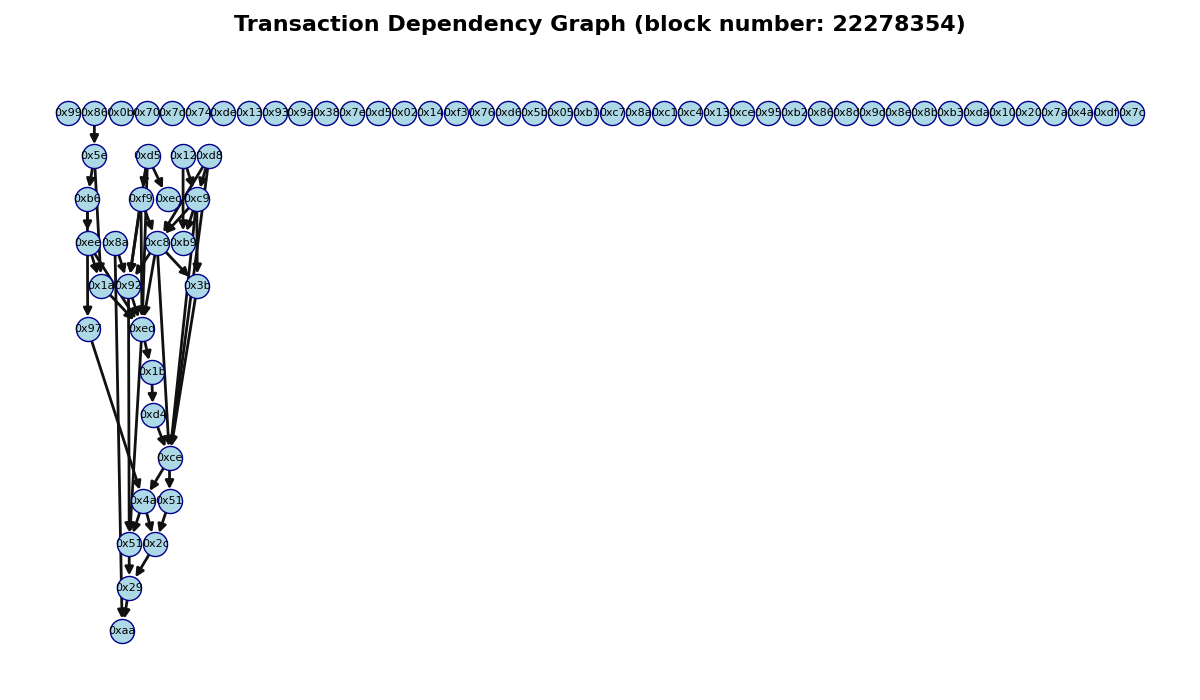 Transaction Dependency Graph (block number: 22278354)
0x99 0x86 0x0b 0x70 0x7d 0x74 0xde 0x13 0x93 0x9a 0x38 0x7e 0xd5 0x02 0x14 0xf3 0x76 0xd6 0x5b 0x05 0xb1 0xc7 0x8a 0xc1 0xc4 0x13 0xce 0x95 0xb2 0x86 0x8d 0x9d 0x8e 0x8b 0xb3 0xda 0x10 0x20 0x7a 0x4a 0xdf 0x7c
0x5e 0xd5 0x12 0xd8
0xb6 0xf9 0xec 0xc9
0xee 0x8a 0xc8 0xb9
0x1a 0x92 0x3b
0x97 0xed
0x1b
0xd4
0xce
0x4a 0x51
0x51 0x2c
0x29
0xaa